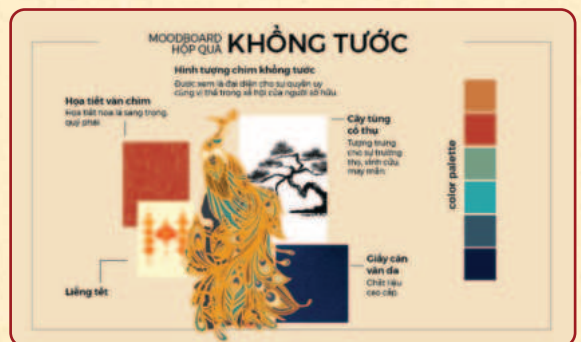 MOODBOARD
HỘP QUÀ
KHỔNG TƯỚC
Hình tượng chim khổng tước
Được xem là đại diện cho sự quyền uy
cùng vị thế trong xã hội của người sở hữu.
Họa tiết vân chìm
Họa tiết hoa lá sang trọng,
quý phái
Cây tùng
cổ thụ
Tượng trưng
cho sự trường
thọ, vĩnh cửu,
may mắn.
color palette
Liễng tết
Giấy cán
vân da
Chất liệu
cao cấp.